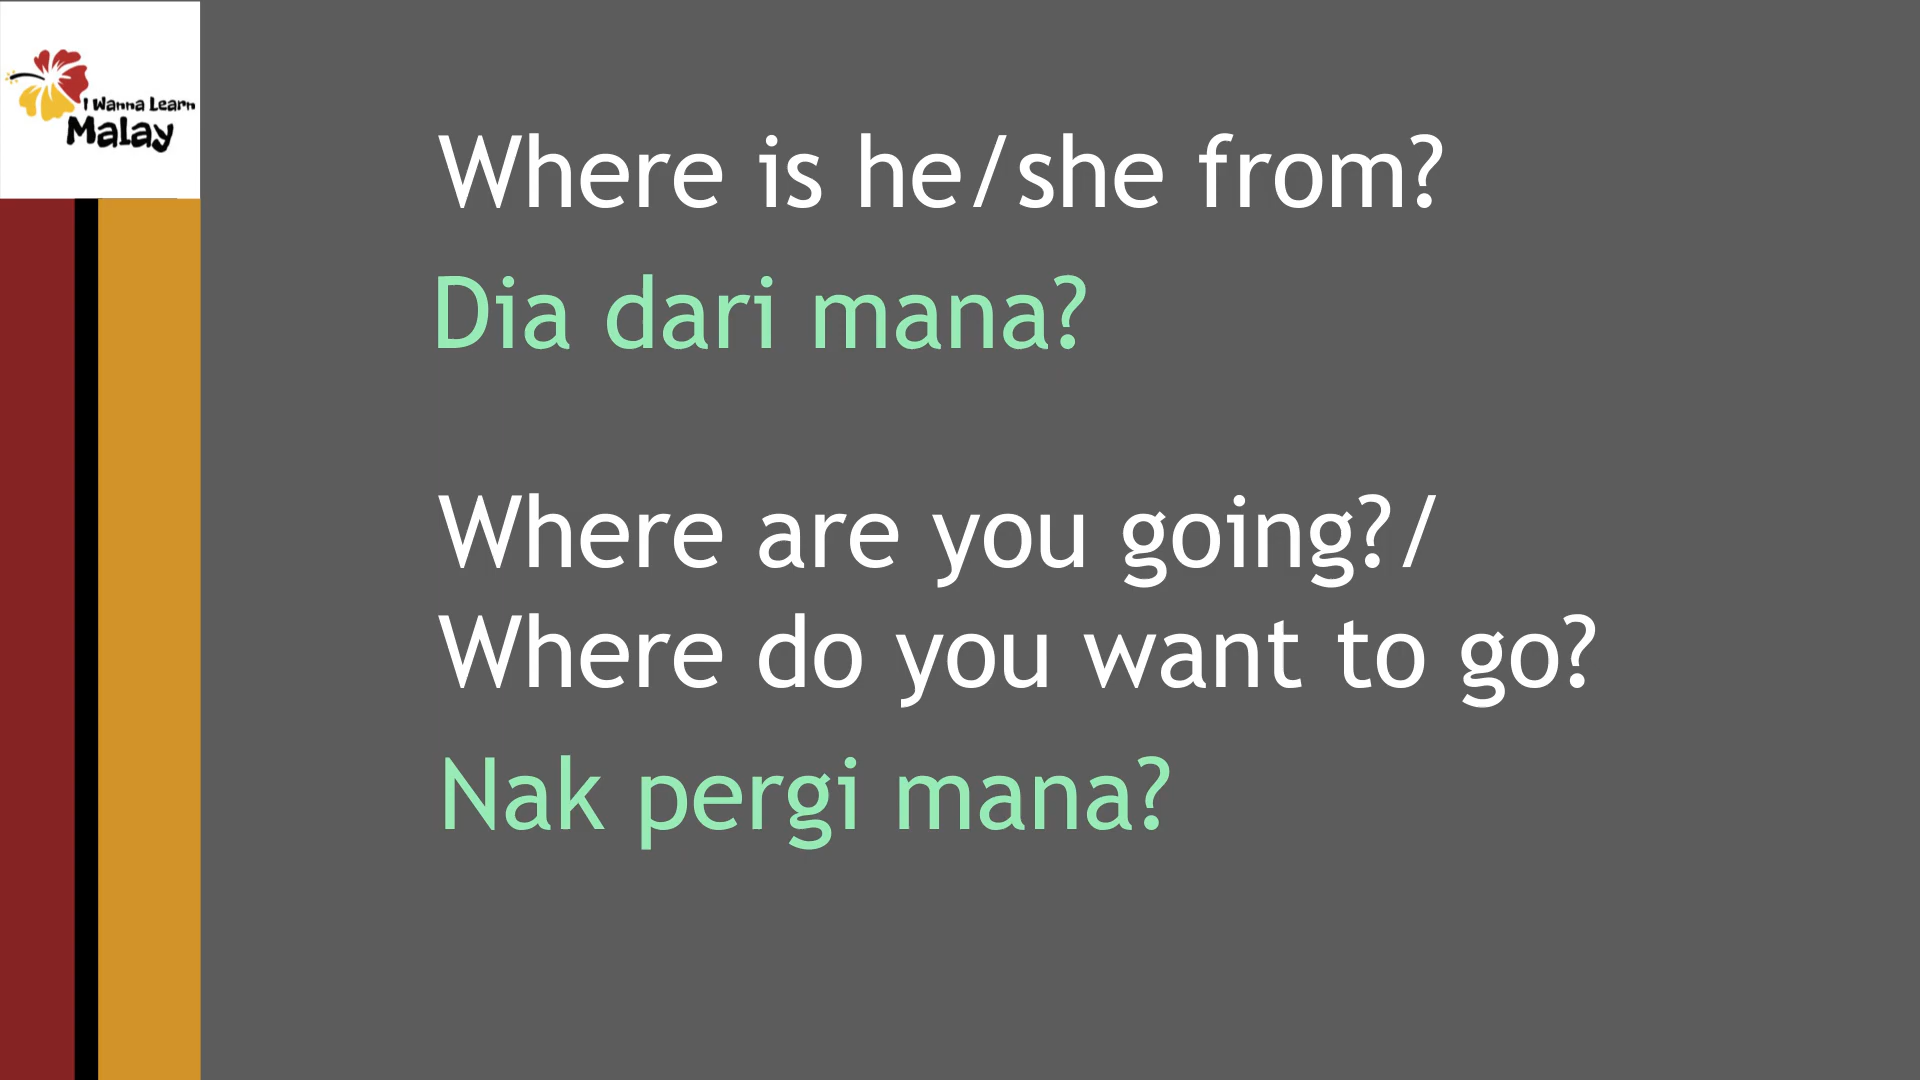 I Wanna Learn
Malay
Where is he/she from?
Dia dari mana?
Where are you going?/
Where do you want to go?
Nak pergi mana?